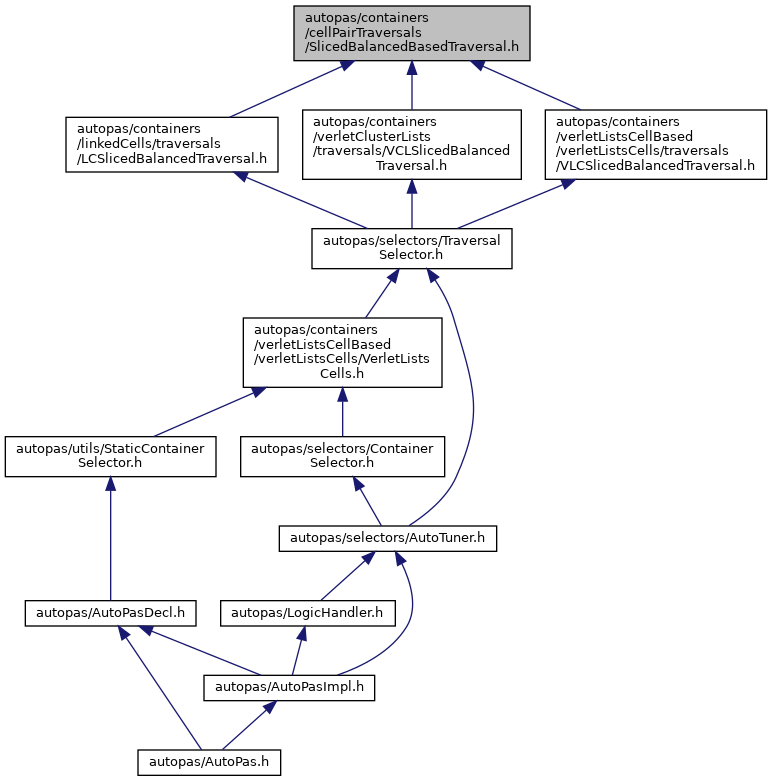 autopas/containers
/cellPairTraversals
/SlicedBalancedBasedTraversal.h
autopas/containers
/linkedCells/traversals
/LCSlicedBalancedTraversal.h
autopas/containers
/verletClusterLists
/traversals/VCLSlicedBalanced
Traversal.h
autopas/containers
/verletListsCellBased
/verletListsCells/traversals
/VLCSlicedBalancedTraversal.h
autopas/selectors/Traversal
Selector.h
autopas/containers
/verletListsCellBased
/verletListsCells/VerletLists
Cells.h
autopas/utils/StaticContainer
Selector.h
autopas/selectors/Container
Selector.h
autopas/selectors/AutoTuner.h
autopas/AutoPasDecl.h
autopas/LogicHandler.h
autopas/AutoPasImpl.h
autopas/AutoPas.h